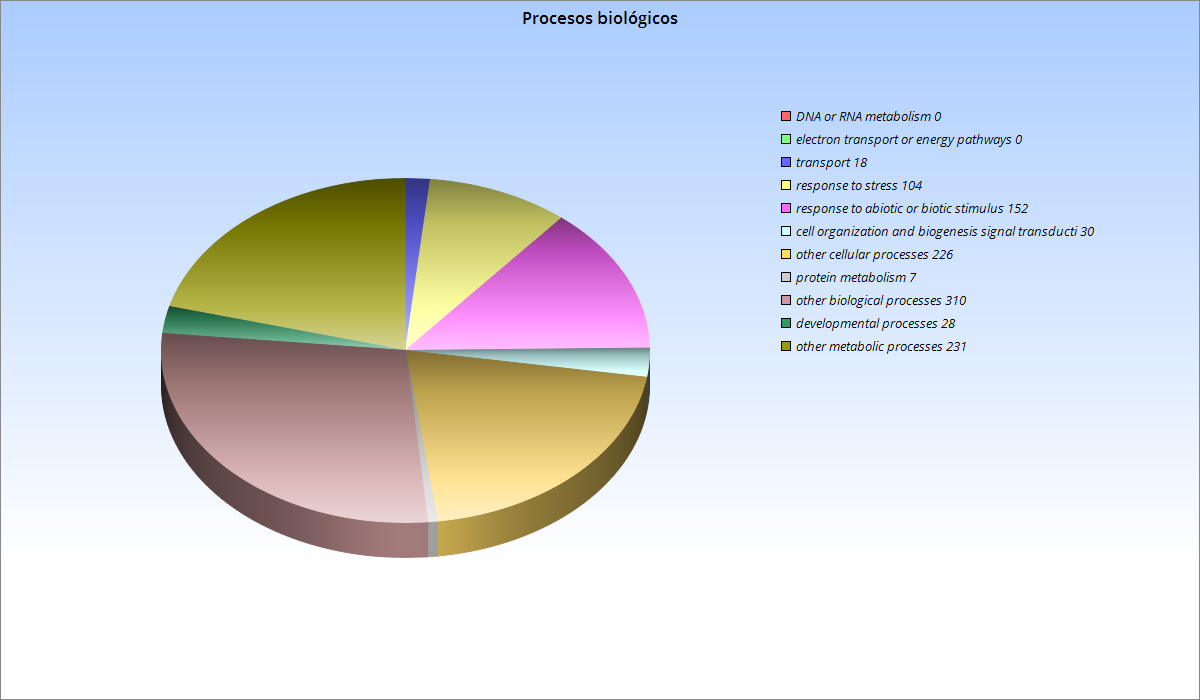 Procesos biológicos
DNA or RNA metabolism 0
electron transport or energy pathways 0
transport 18
response to stress 104
response to abiotic or biotic stimulus 152
cell organization and biogenesis signal transducti 30
other cellular processes 226
protein metabolism 7
other biological processes 310
developmental processes 28
other metabolic processes 231